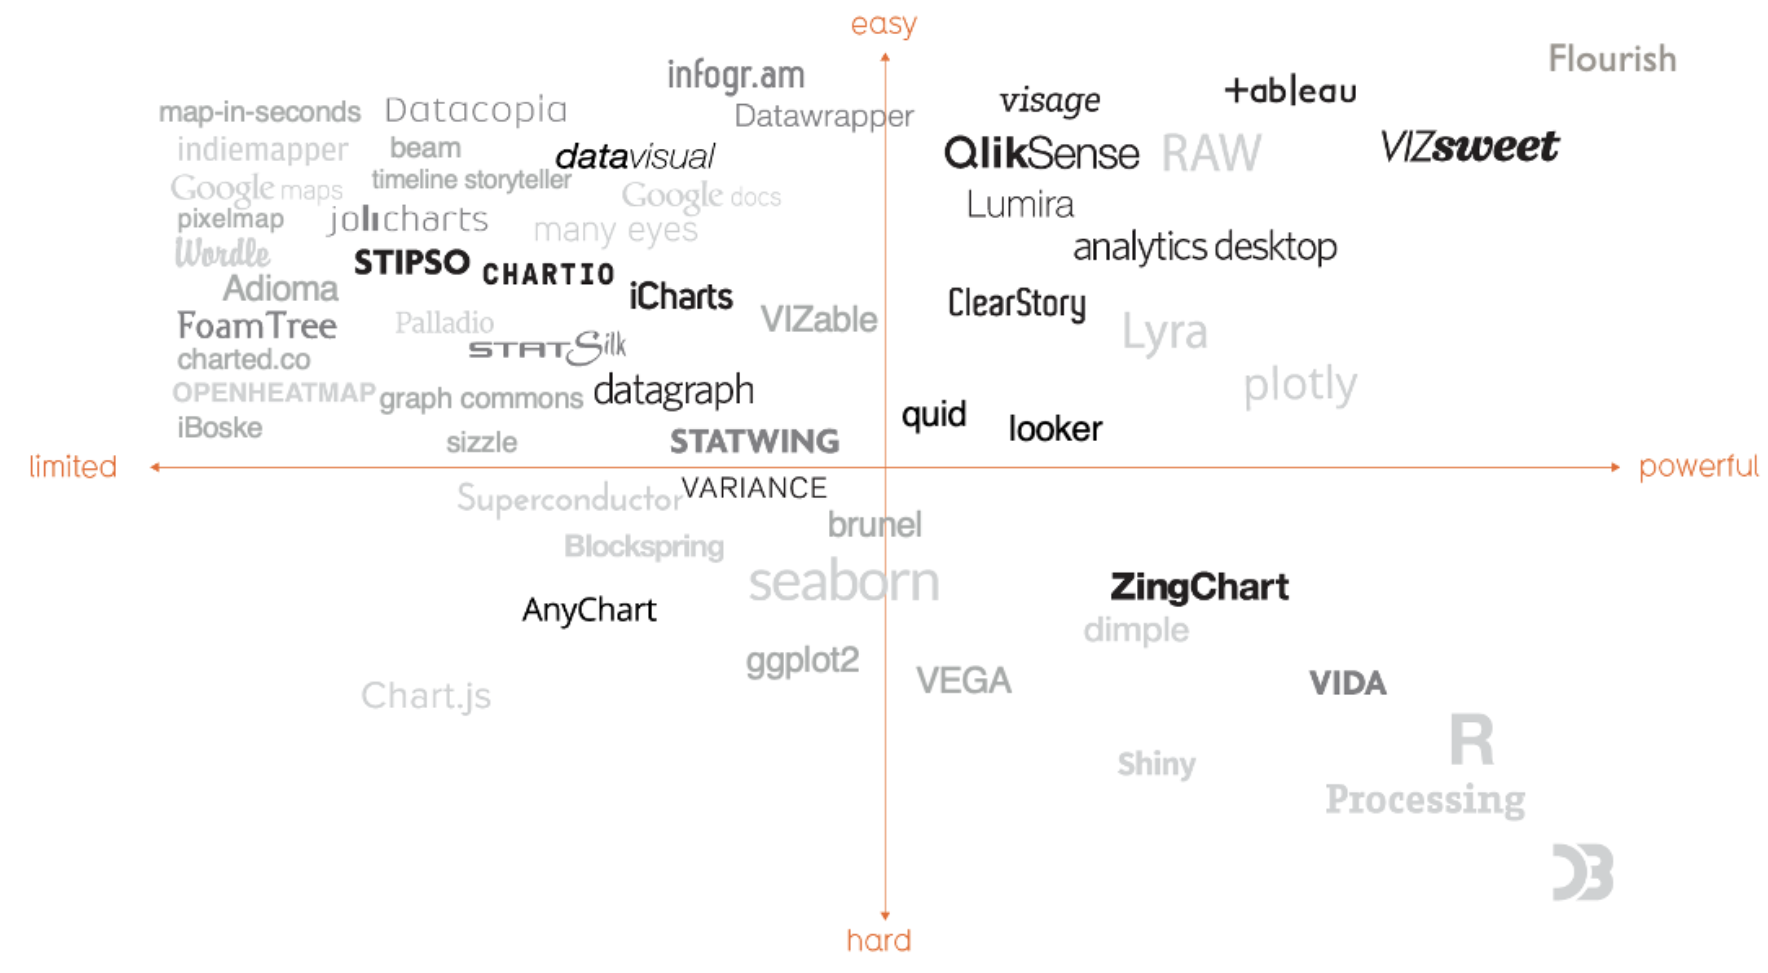 easy
Flourish
infogr.am
visage
+ab|eau
map-in-seconds
Datacopia
Datawrapper
indiemapper
beam
datavisual
QlikSense
RAW
VIZsweet
Google maps
timeline storyteller
Google docs
Lumira
pixelmap
jolicharts
many eyes
Wordle
STIPSO
CHARTIO
analytics desktop
Adioma
iCharts
ClearStory
FoamTree
Palladio
VIZable
Lyra
charted.co
STATSilk
OPENHEATMAP
graph commons
datagraph
plotly
iBoske
sizzle
STATWING
quid
looker
limited
powerful
Superconductor
VARIANCE
brunel
Blockspring
seaborn
ZingChart
AnyChart
dimple
ggplot2
VEGA
VIDA
Chart.js
R
Shiny
Processing
D3
hard